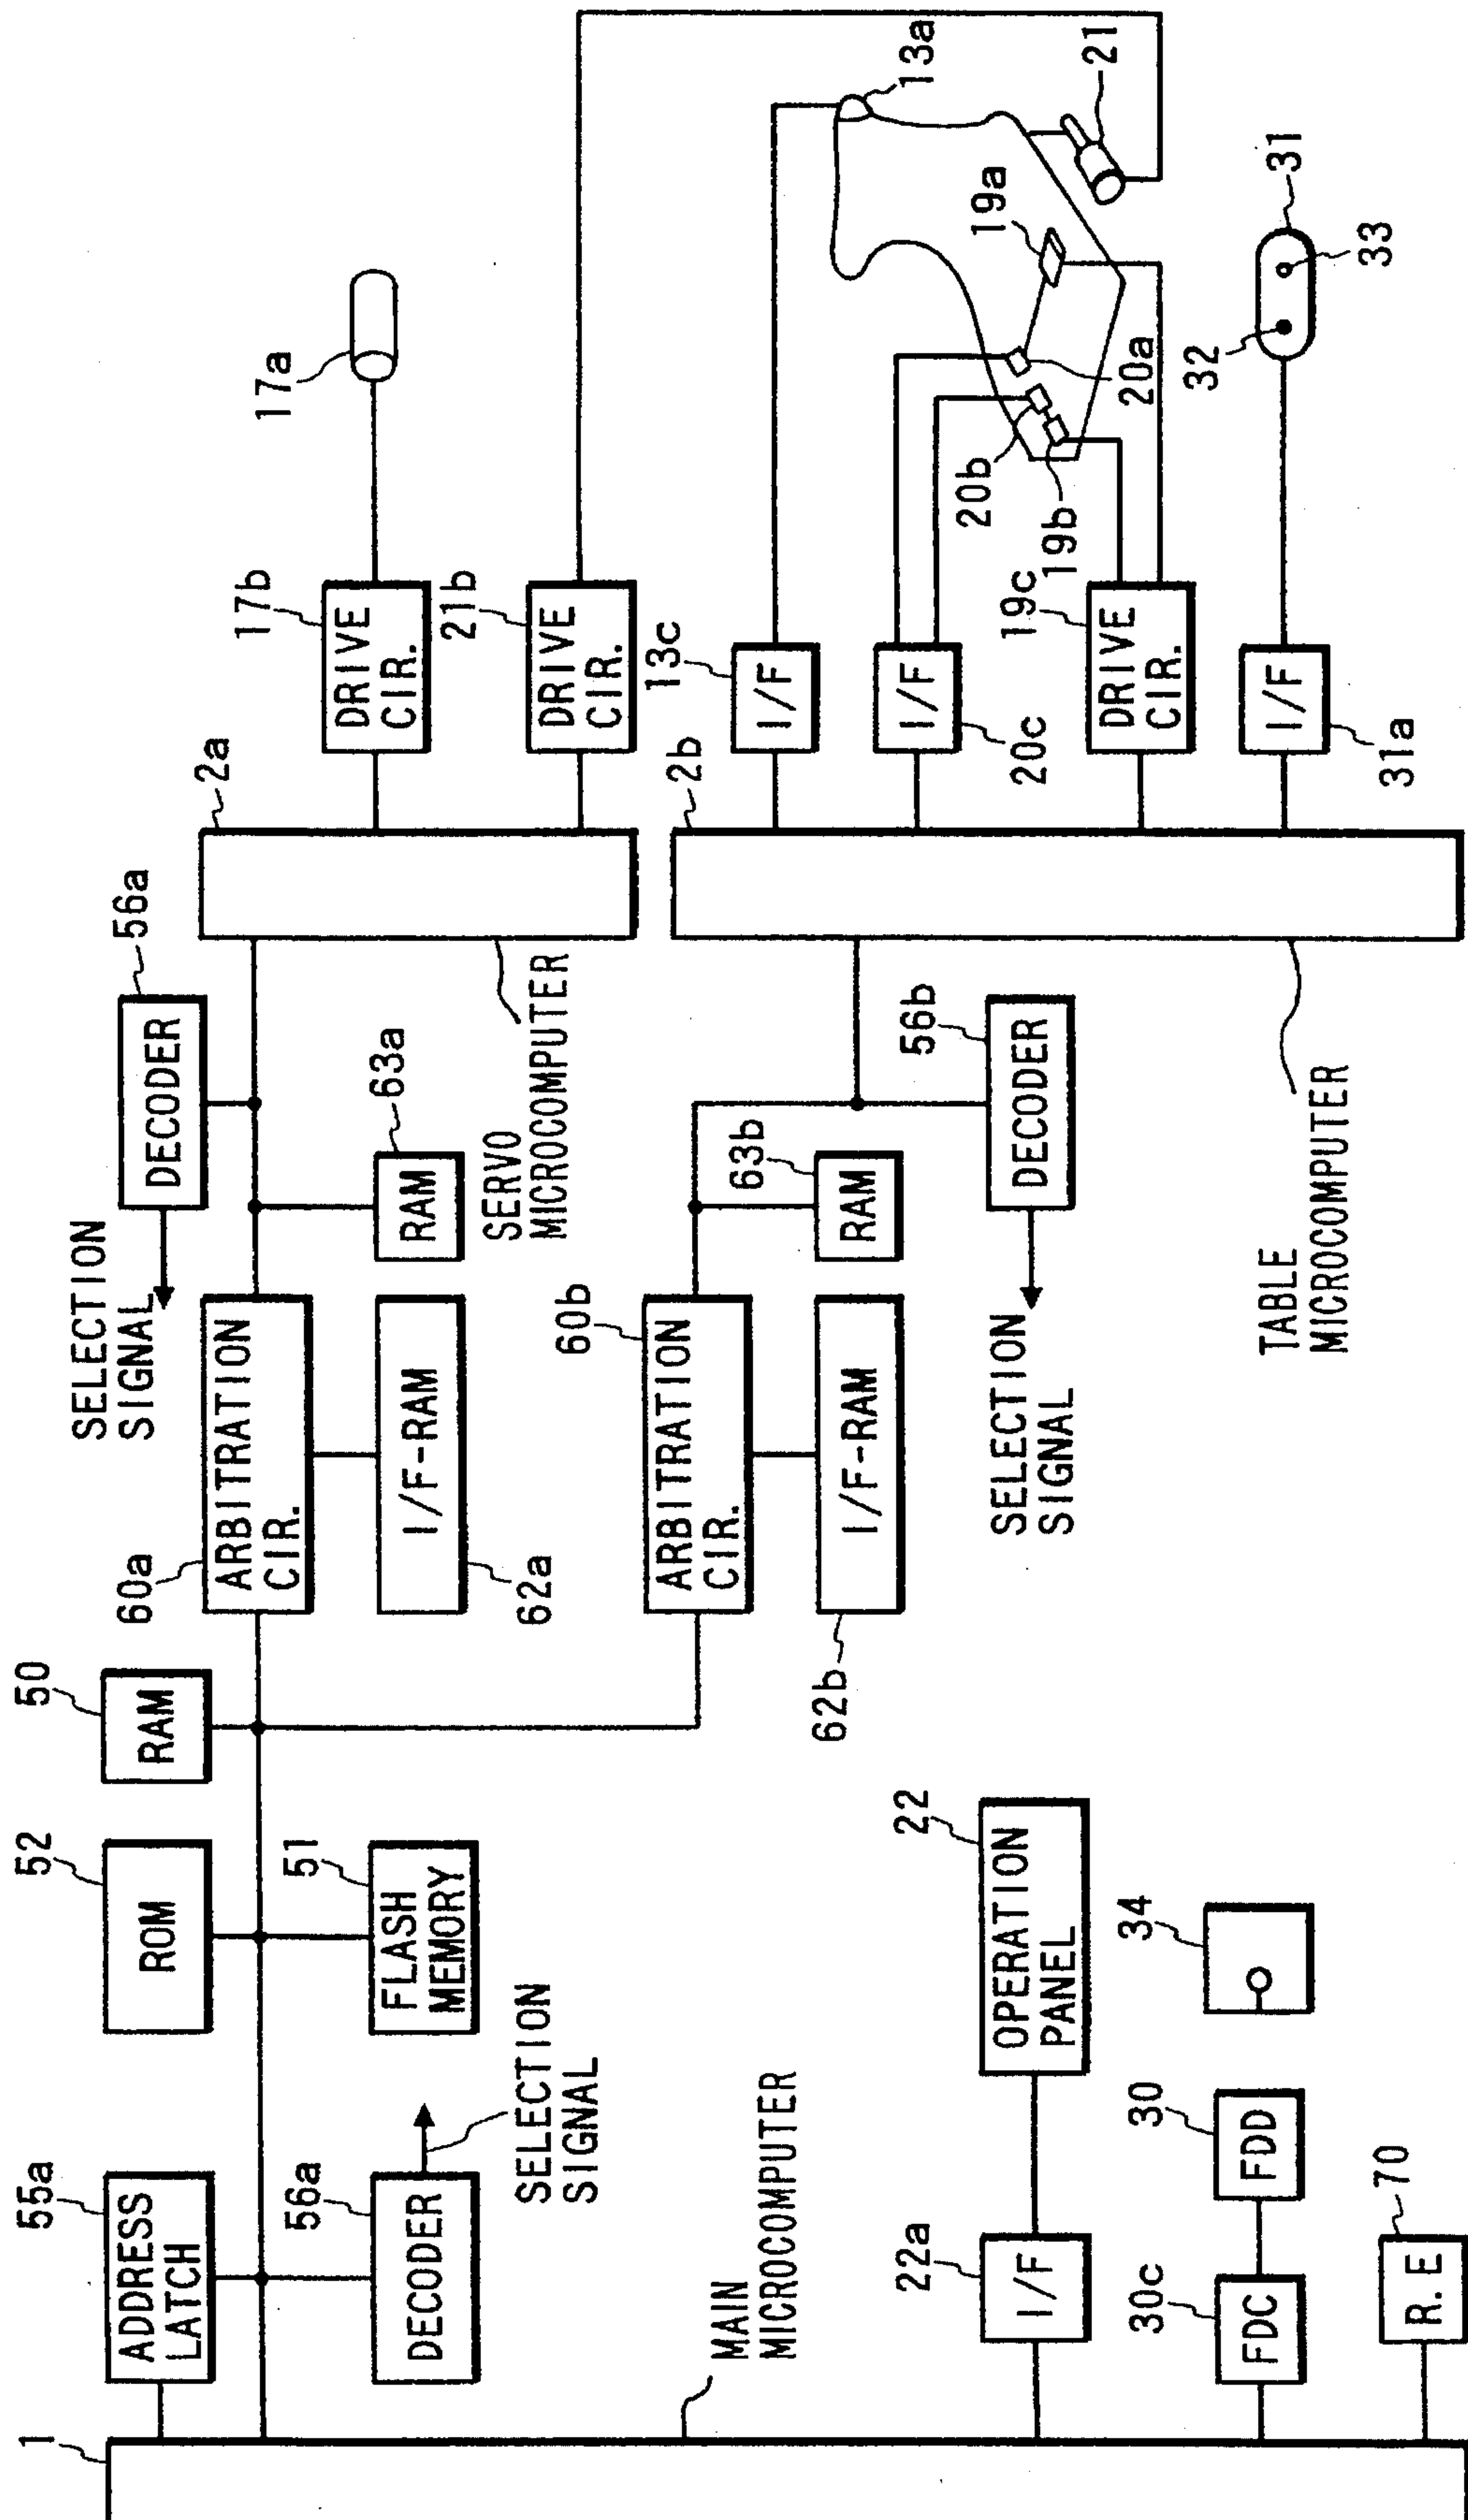 1
55a
ADDRESS
LATCH
56a
DECODER
SELECTION
SIGNAL
52
ROM
51
FLASH
MEMORY
50
RAM
60a
ARBITRATION
CIR.
I/F-RAM
62a
SELECTION
SIGNAL
56a
DECODER
63a
RAM
SERVO
MICROCOMPUTER
2a
17b
DRIVE
CIR.
17a
21b
DRIVE
CIR.
MAIN
MICROCOMPUTER
22a
I/F
22
OPERATION
PANEL
30c
FDC
30
FDD
34
70
R.E
60b
ARBITRATION
CIR.
I/F-RAM
62b
63b
RAM
56b
DECODER
SELECTION
SIGNAL
TABLE
MICROCOMPUTER
2b
13c
I/F
13a
I/F
20c
20b
20a
19a
19b
21
19c
DRIVE
CIR.
I/F
31a
32
33
31